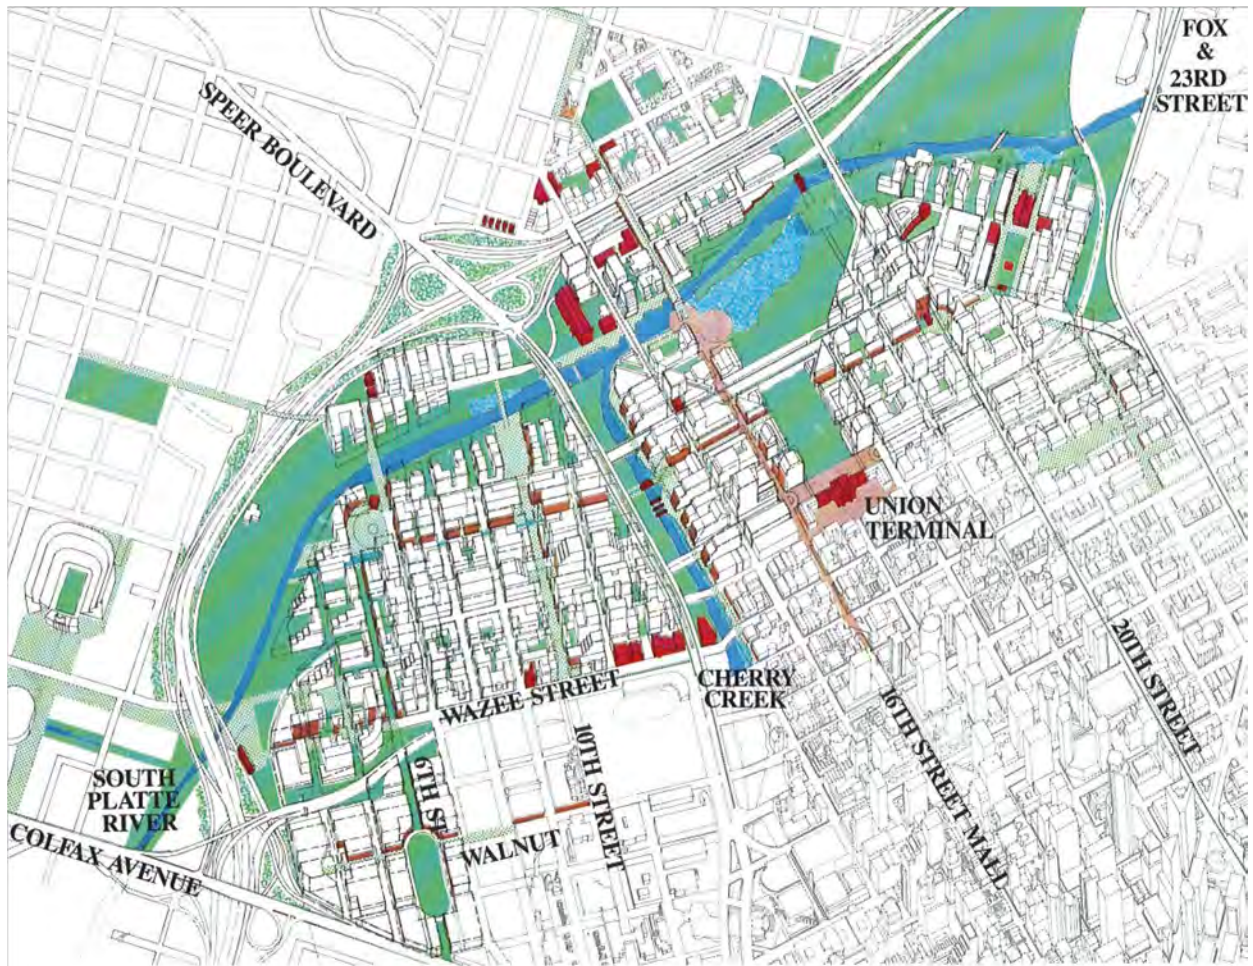 FOX
&
23RD
STREET
SPEER BOULEVARD
UNION
TERMINAL
20TH STREET
CHERRY
CREEK
WAZEE STREET
16TH STREET MALL
10TH STREET
6TH ST
SOUTH
PLATTE
RIVER
WALNUT
COLFAX AVENUE